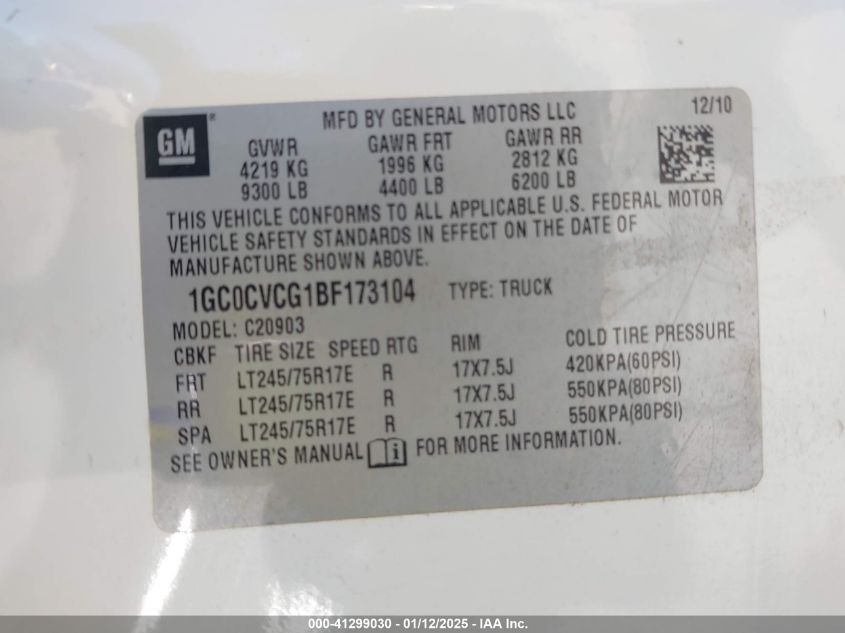 GM®
MFD BY GENERAL MOTORS LLC 12/10
GVWR GAWR FRT GAWR RR
4219 KG 1996 KG 2812 KG
9300 LB 4400 LB 6200 LB
THIS VEHICLE CONFORMS TO ALL APPLICABLE U.S. FEDERAL MOTOR
VEHICLE SAFETY STANDARDS IN EFFECT ON THE DATE OF
MANUFACTURE SHOWN ABOVE.
1GC0CVCG1BF173104 TYPE: TRUCK
MODEL: C20903
CBKF TIRE SIZE SPEED RTG RIM COLD TIRE PRESSURE
FRT LT245/75R17E R 17X7.5J 420KPA(60PSI)
RR LT245/75R17E R 17X7.5J 550KPA(80PSI)
SPA LT245/75R17E R 17X7.5J 550KPA(80PSI)
SEE OWNER'S MANUAL i FOR MORE INFORMATION.
000-41299030 - 01/12/2025 - IAA Inc.